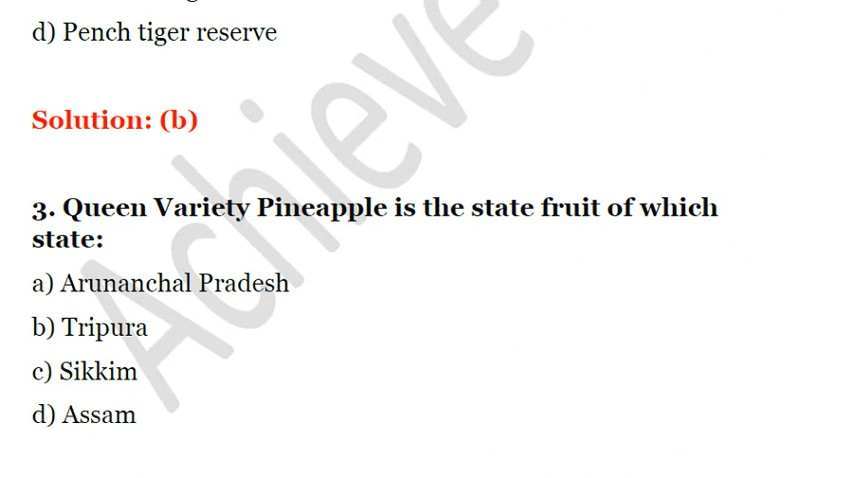 d) Pench tiger reserve
Solution: (b)
3. Queen Variety Pineapple is the state fruit of which
state:
a) Arunanchal Pradesh
b) Tripura
c) Sikkim
d) Assam
Achieve